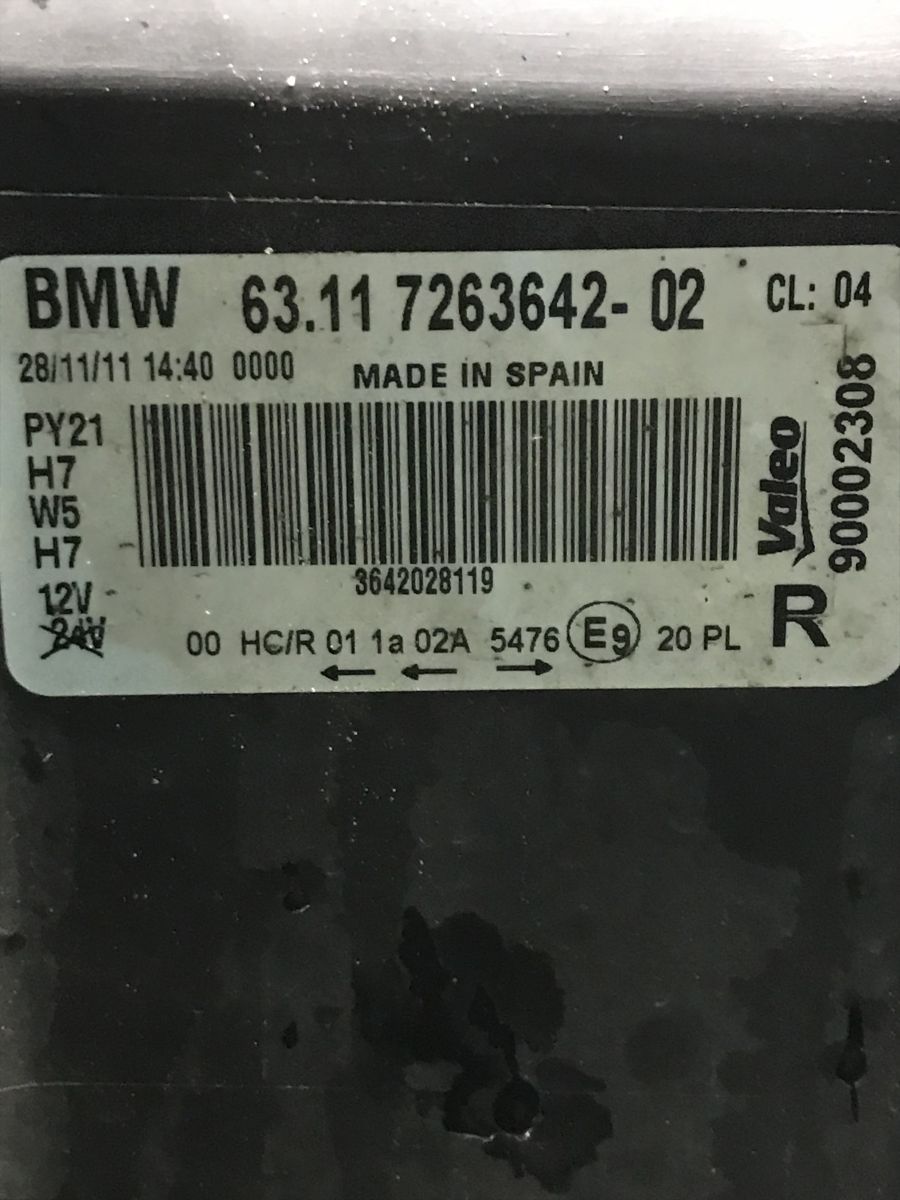 BMW 63.11 7263642- 02 CL: 04
28/11/11 14:40 0000 MADE IN SPAIN
PY21
H7
W5
H7
12V
24V
3642028119
00 HC/R 01 1a 02A 5476 E9 20 PL
← ← →
Valeo
90002308
R